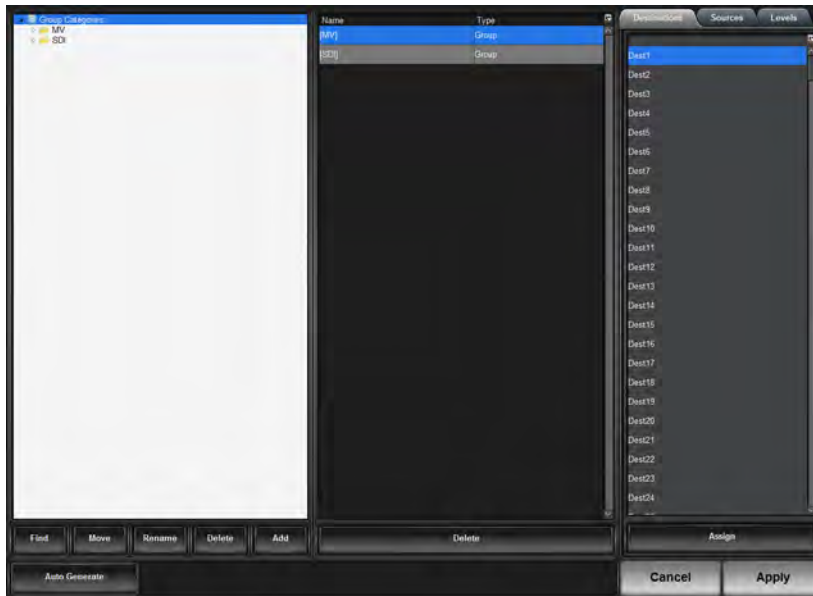 Group Categories
MV
SDI
Name Type
[MV] Group
[SDI] Group
Destinations Sources Levels
Dest1
Dest2
Dest3
Dest4
Dest5
Dest6
Dest7
Dest8
Dest9
Dest10
Dest11
Dest12
Dest13
Dest14
Dest15
Dest16
Dest17
Dest18
Dest19
Dest20
Dest21
Dest22
Dest23
Dest24
Find Move Rename Delete Add
Delete
Assign
Auto Generate
Cancel Apply